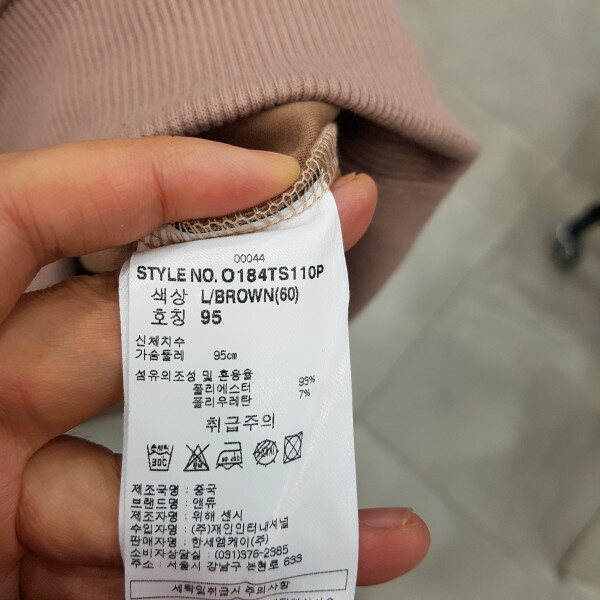 00044
STYLE NO. O184TS110P
색상 L/BROWN(60)
호칭 95
신체치수
가슴둘레 95cm
섬유의조성 및 혼용율
폴리에스터 93%
폴리우레탄 7%
취급주의
30C
제조국명 : 중국
브랜드명 : 앤듀
제조자명 : 위해 센시
수입자명 : (주)재인인터내셔널
판매자명 : 한세엠케이(주)
소비자상담실 : (031)376-2385
주소 : 서울시 강남구 논현로 633
세탁및취급시 주의사항